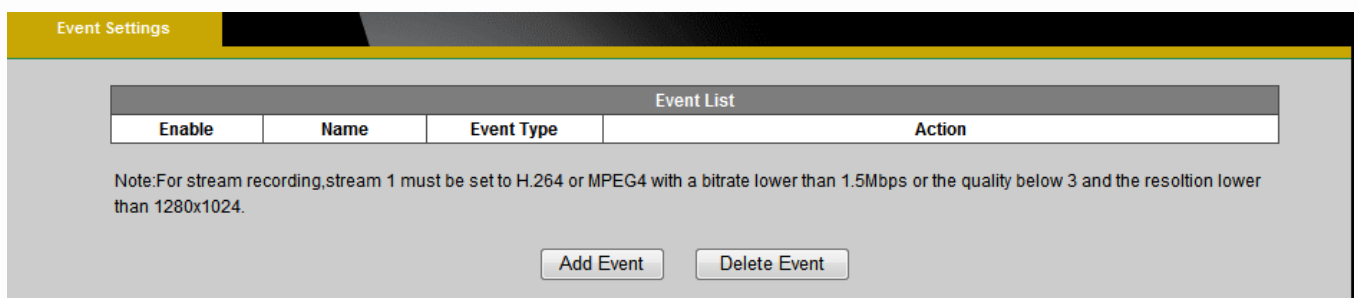 Event Settings
Event List
Enable Name Event Type Action
Note:For stream recording,stream 1 must be set to H.264 or MPEG4 with a bitrate lower than 1.5Mbps or the quality below 3 and the resoltion lower
than 1280x1024.
Add Event Delete Event